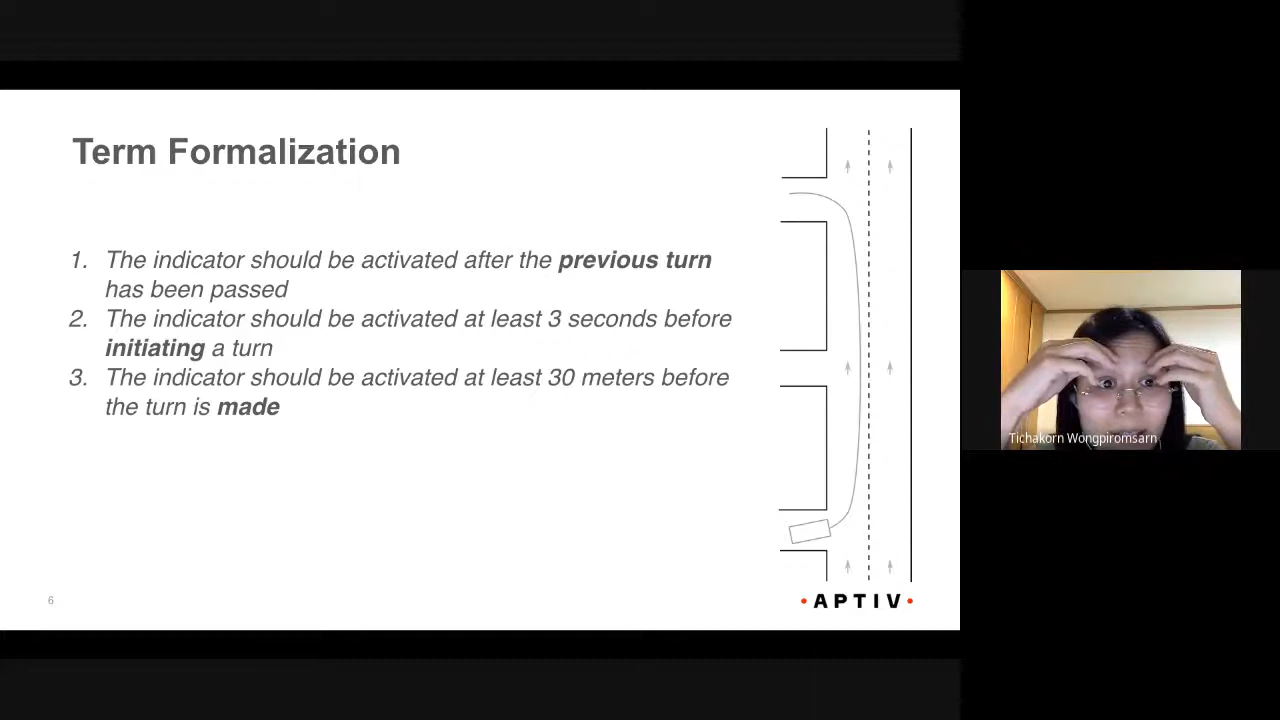 Term Formalization
1. The indicator should be activated after the previous turn
has been passed
2. The indicator should be activated at least 3 seconds before
initiating a turn
3. The indicator should be activated at least 30 meters before
the turn is made
6
• A P T I V •
Tichakorn Wongpiromsarn